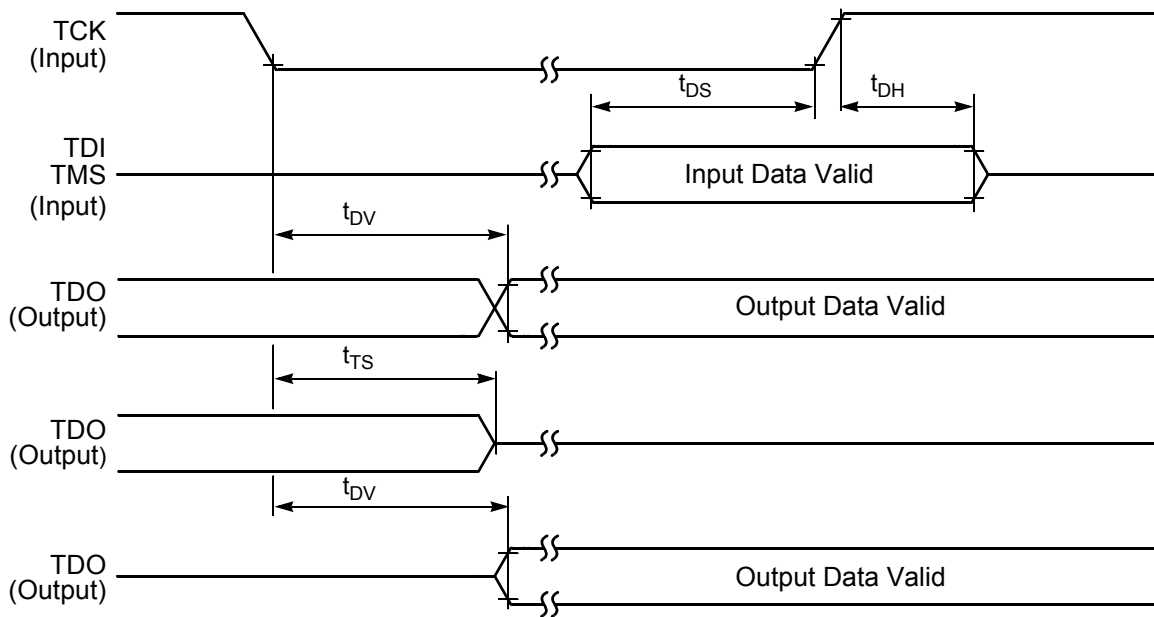 TCK
(Input)
tDS
tDH
TDI
TMS
(Input)
Input Data Valid
tDV
TDO
(Output)
Output Data Valid
tTS
TDO
(Output)
tDV
TDO
(Output)
Output Data Valid